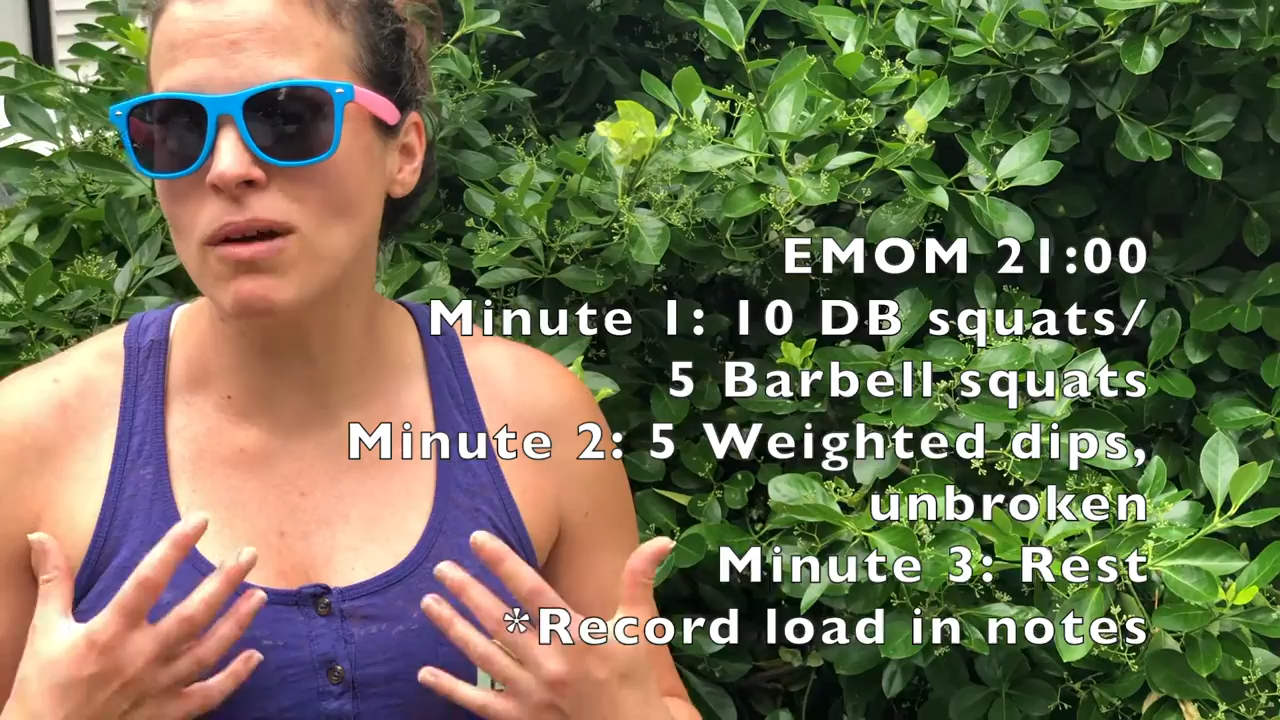 EMOM 21:00
Minute 1: 10 DB squats/
5 Barbell squats
Minute 2: 5 Weighted dips,
unbroken
Minute 3: Rest
*Record load in notes